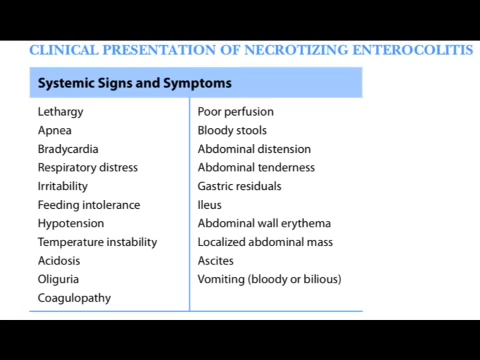 CLINICAL PRESENTATION OF NECROTIZING ENTEROCOLITIS
Systemic Signs and Symptoms
Lethargy
Apnea
Bradycardia
Respiratory distress
Irritability
Feeding intolerance
Hypotension
Temperature instability
Acidosis
Oliguria
Coagulopathy
Poor perfusion
Bloody stools
Abdominal distension
Abdominal tenderness
Gastric residuals
Ileus
Abdominal wall erythema
Localized abdominal mass
Ascites
Vomiting (bloody or bilious)